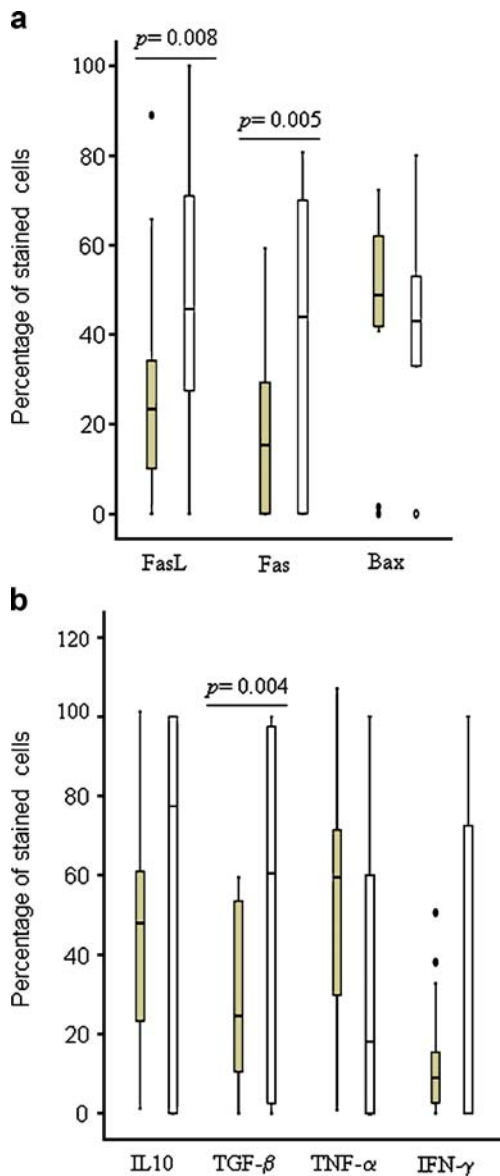 a
p= 0.008
p= 0.005
Percentage of stained cells
100
80
60
40
20
0
FasL Fas Bax
b
p= 0.004
Percentage of stained cells
120
100
80
60
40
20
0
IL10 TGF-β TNF-α IFN-γ